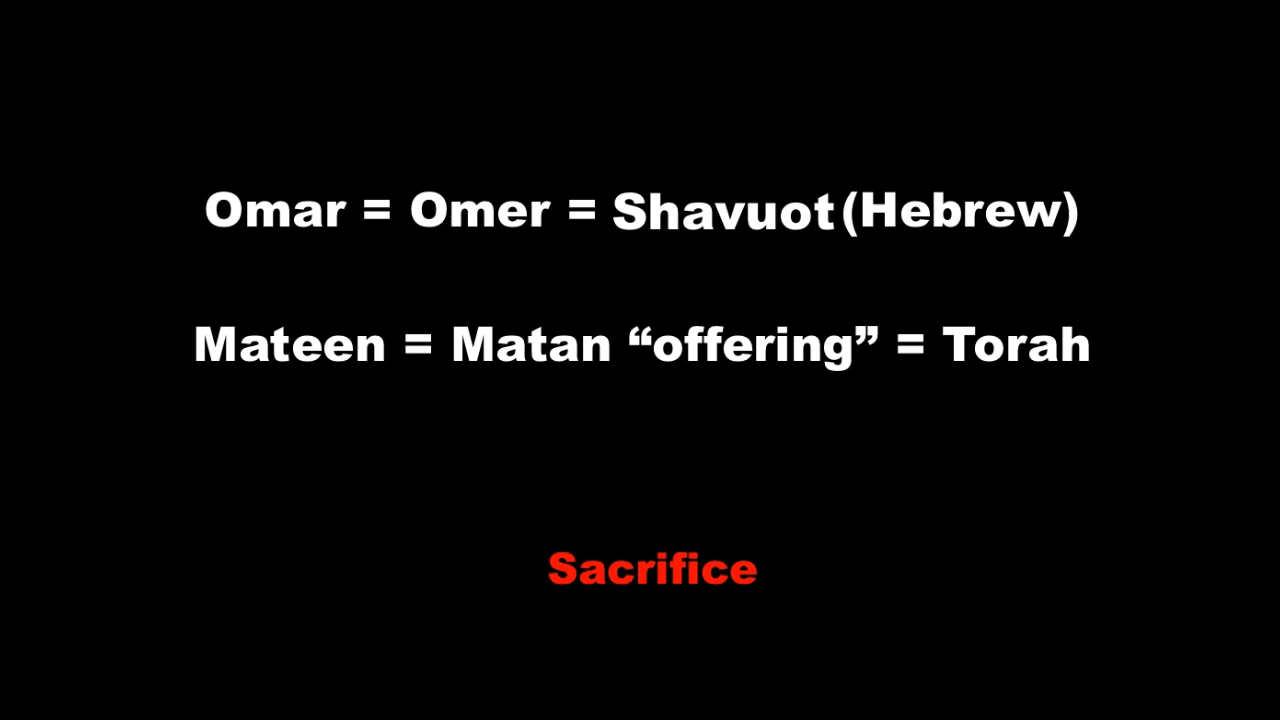 Omar = Omer = Shavuot (Hebrew)
Mateen = Matan “offering” = Torah
Sacrifice